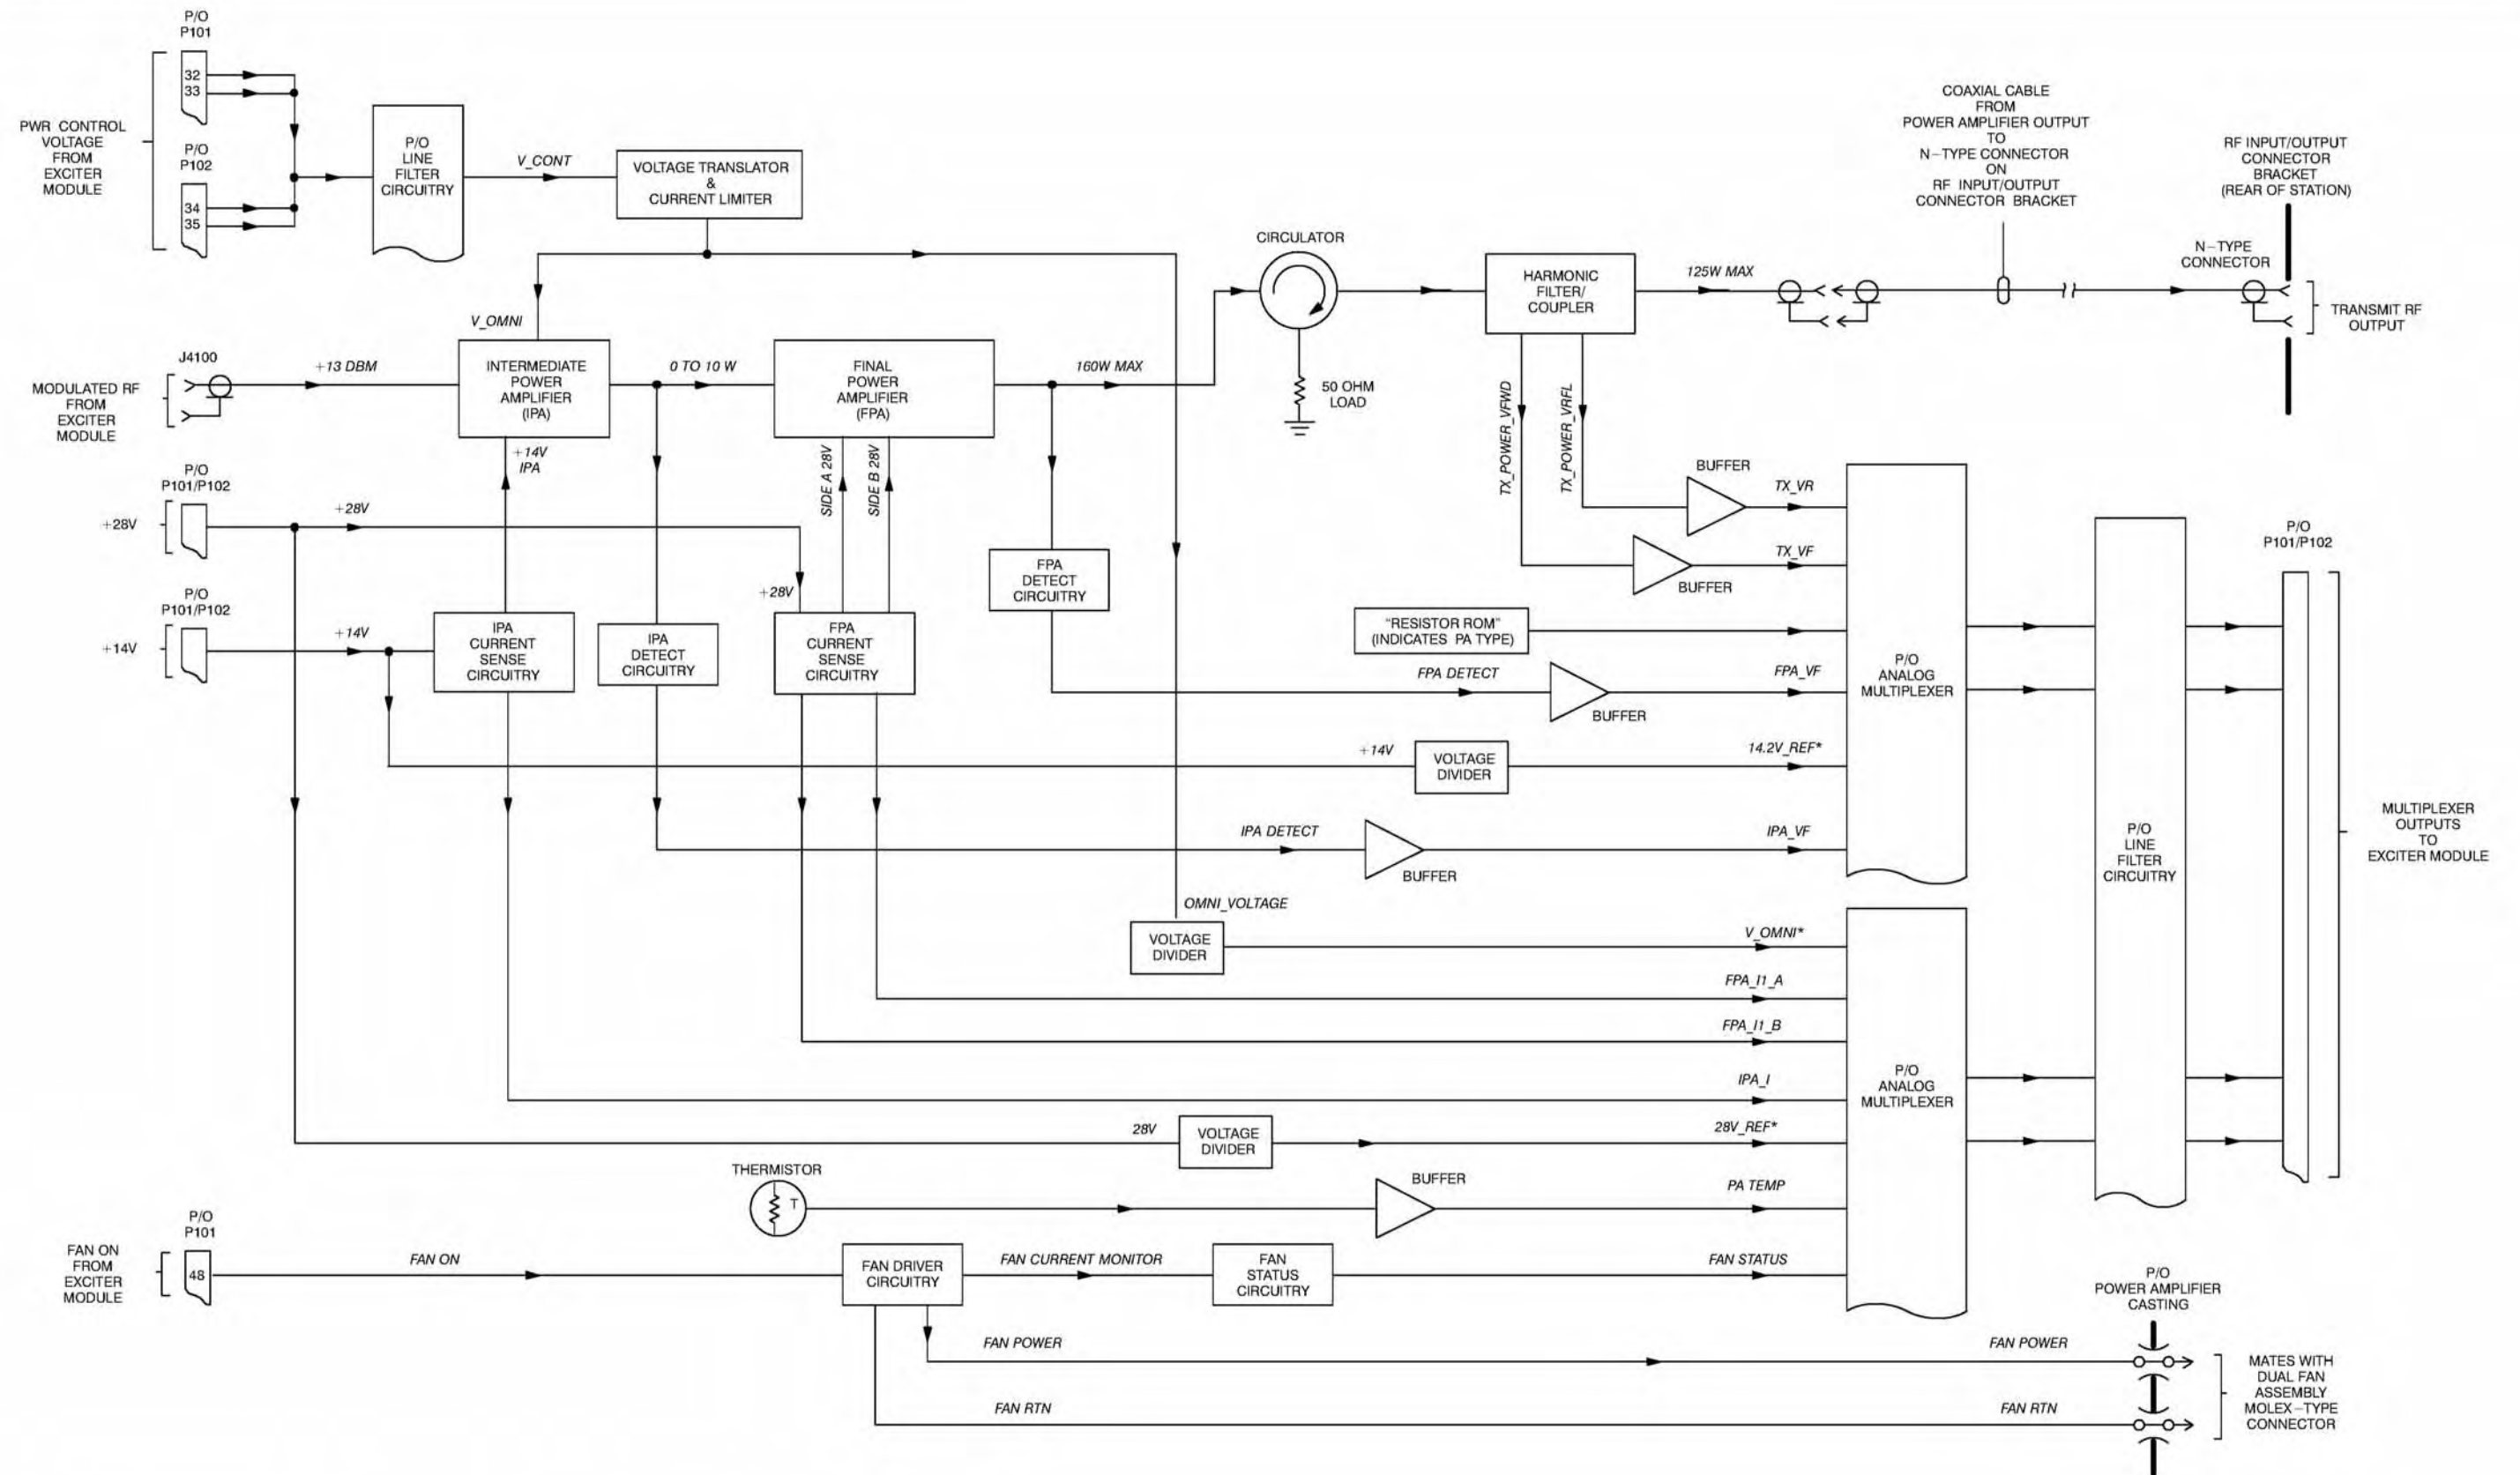 P/O
P101
32
33
PWR CONTROL
VOLTAGE
FROM
EXCITER
MODULE
P/O
P102
34
35
P/O
LINE
FILTER
CIRCUITRY
V_CONT
VOLTAGE TRANSLATOR
&
CURRENT LIMITER
V_OMNI
J4100
MODULATED RF
FROM
EXCITER
MODULE
+13 DBM
INTERMEDIATE
POWER
AMPLIFIER
(IPA)
0 TO 10 W
FINAL
POWER
AMPLIFIER
(FPA)
160W MAX
CIRCULATOR
50 OHM
LOAD
HARMONIC
FILTER/
COUPLER
125W MAX
COAXIAL CABLE
FROM
POWER AMPLIFIER OUTPUT
TO
N-TYPE CONNECTOR
ON
RF INPUT/OUTPUT
CONNECTOR BRACKET
RF INPUT/OUTPUT
CONNECTOR
BRACKET
(REAR OF STATION)
N-TYPE
CONNECTOR
TRANSMIT RF
OUTPUT
TX_POWER_VFWD
TX_POWER_VRFL
+14V
IPA
SIDE A 28V
SIDE B 28V
P/O
P101/P102
+28V
+28V
+28V
P/O
P101/P102
+14V
+14V
IPA
CURRENT
SENSE
CIRCUITRY
IPA
DETECT
CIRCUITRY
FPA
CURRENT
SENSE
CIRCUITRY
FPA
DETECT
CIRCUITRY
BUFFER
TX_VR
TX_VF
BUFFER
"RESISTOR ROM"
(INDICATES PA TYPE)
FPA DETECT
FPA_VF
BUFFER
+14V
VOLTAGE
DIVIDER
14.2V_REF*
IPA DETECT
IPA_VF
BUFFER
P/O
ANALOG
MULTIPLEXER
OMNI_VOLTAGE
VOLTAGE
DIVIDER
V_OMNI*
FPA_I1_A
FPA_I1_B
IPA_I
28V
VOLTAGE
DIVIDER
28V_REF*
THERMISTOR
T
BUFFER
PA TEMP
P/O
ANALOG
MULTIPLEXER
P/O
LINE
FILTER
CIRCUITRY
P/O
P101/P102
MULTIPLEXER
OUTPUTS
TO
EXCITER MODULE
P/O
P101
FAN ON
FROM
EXCITER
MODULE
48
FAN ON
FAN DRIVER
CIRCUITRY
FAN CURRENT MONITOR
FAN
STATUS
CIRCUITRY
FAN STATUS
FAN POWER
FAN POWER
FAN RTN
FAN RTN
P/O
POWER AMPLIFIER
CASTING
MATES WITH
DUAL FAN
ASSEMBLY
MOLEX-TYPE
CONNECTOR